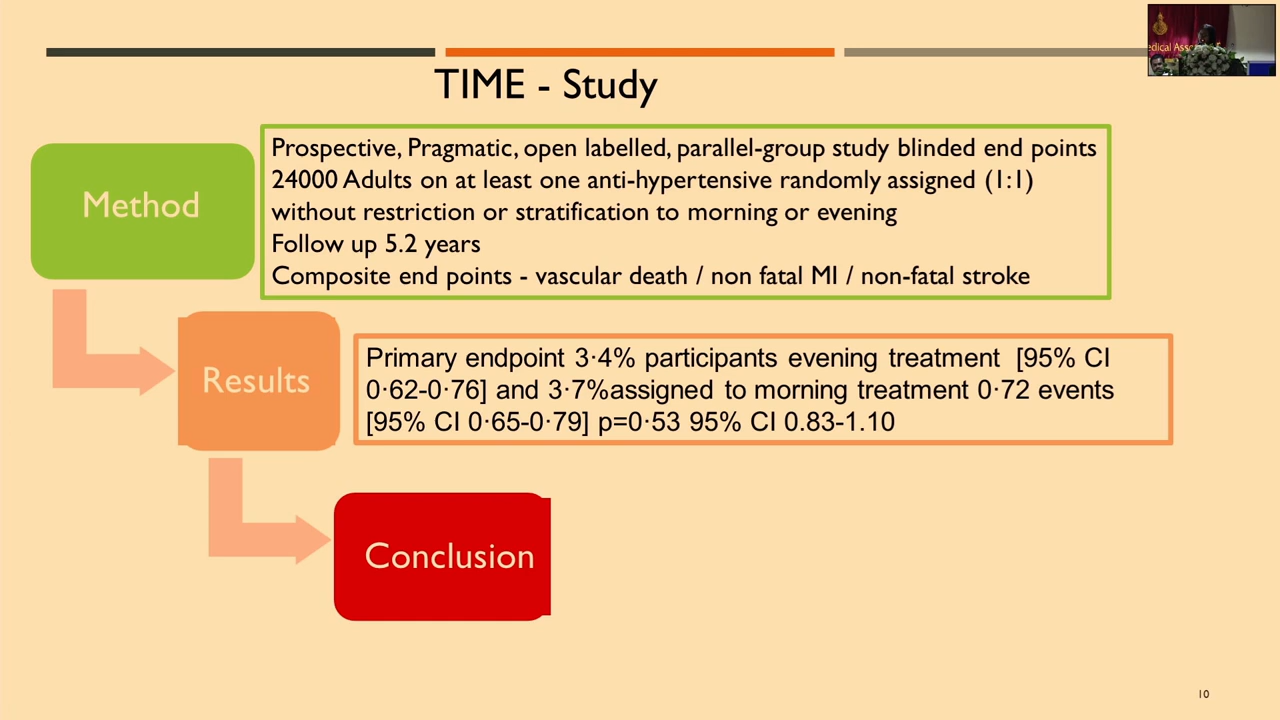 TIME - Study
Method
Prospective, Pragmatic, open labelled, parallel-group study blinded end points
24000 Adults on at least one anti-hypertensive randomly assigned (1:1)
without restriction or stratification to morning or evening
Follow up 5.2 years
Composite end points - vascular death / non fatal MI / non-fatal stroke
Results
Primary endpoint 3·4% participants evening treatment [95% CI
0·62-0·76] and 3·7%assigned to morning treatment 0·72 events
[95% CI 0·65-0·79] p=0·53 95% CI 0.83-1.10
Conclusion
10